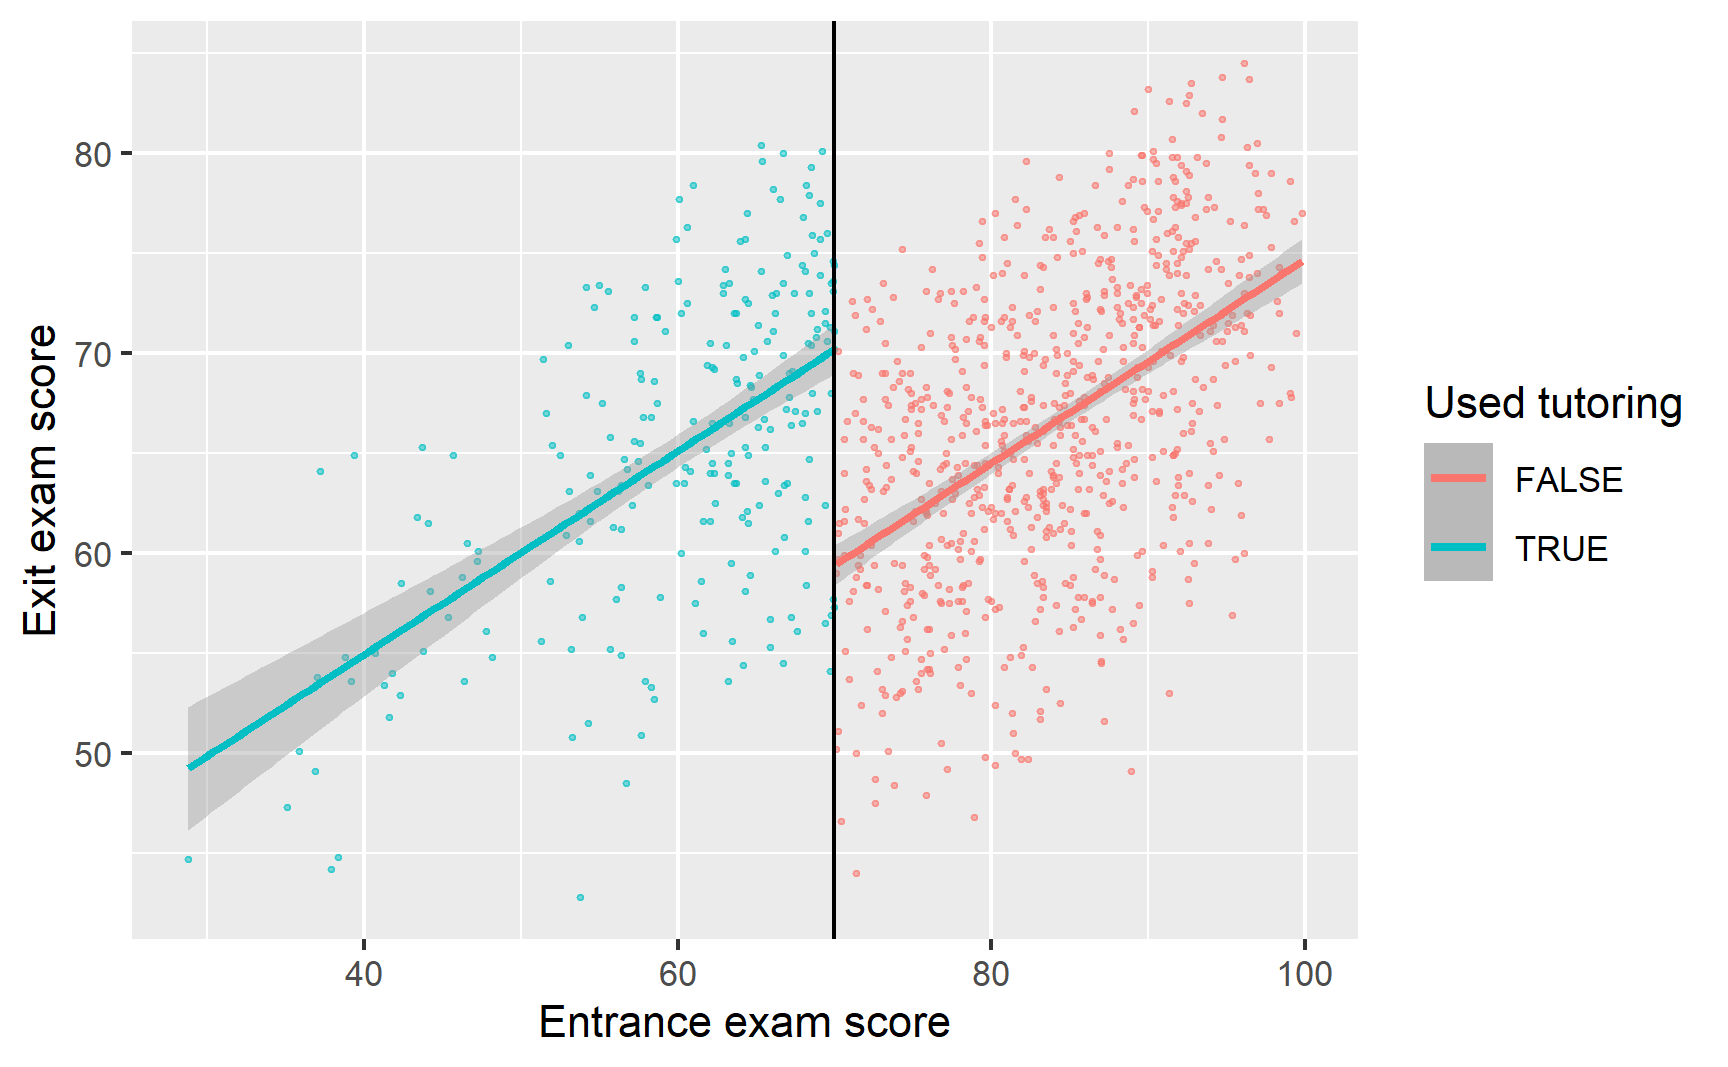 80
70
60
50
Exit exam score
40 60 80 100
Entrance exam score
Used tutoring
FALSE
TRUE